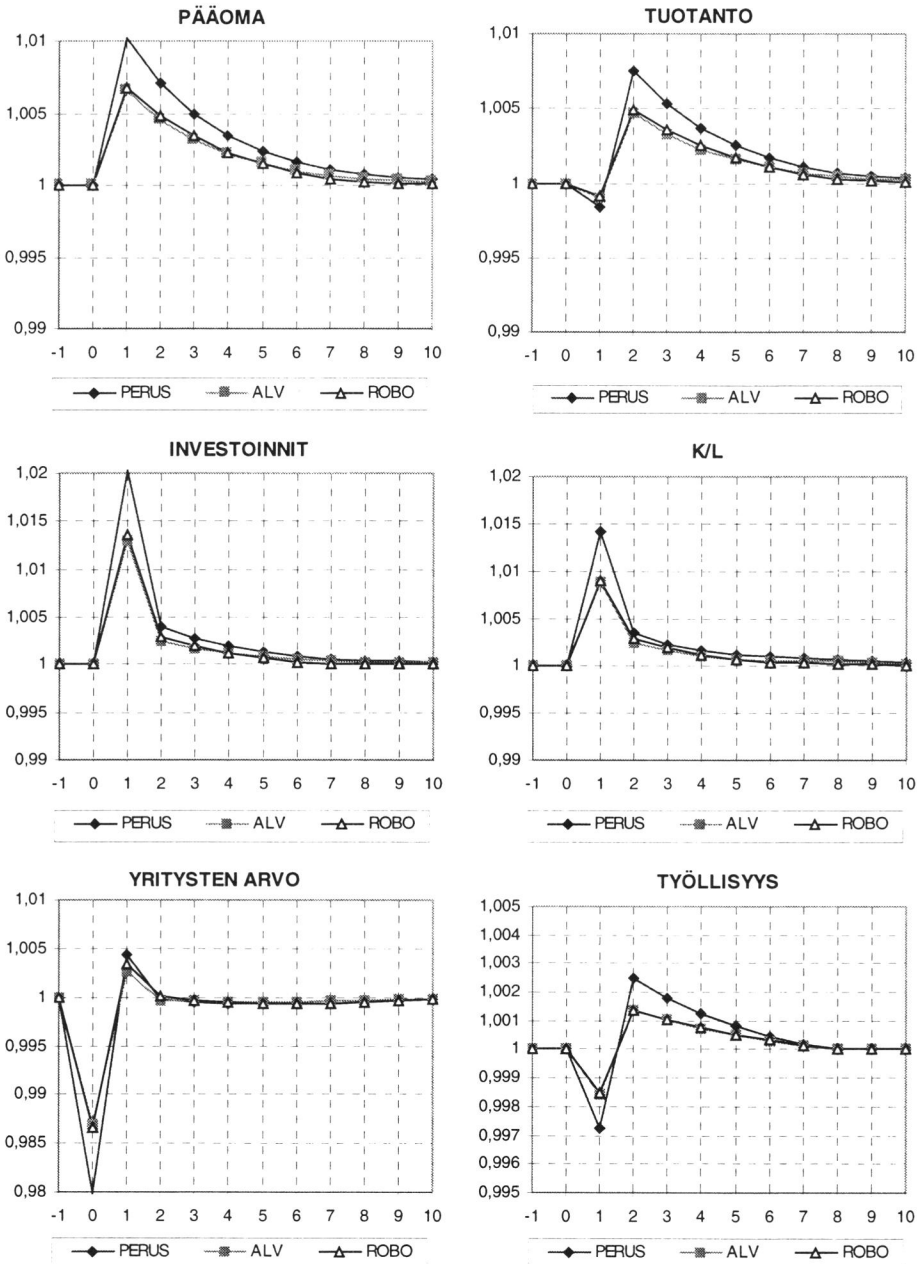 PÄÄOMA
1,01
1,005
1
0,995
0,99
-1 0 1 2 3 4 5 6 7 8 9 10
PERUS ALV ROBO
TUOTANTO
1,01
1,005
1
0,995
0,99
-1 0 1 2 3 4 5 6 7 8 9 10
PERUS ALV ROBO
INVESTOINNIT
1,02
1,015
1,01
1,005
1
0,995
0,99
-1 0 1 2 3 4 5 6 7 8 9 10
PERUS ALV ROBO
K/L
1,02
1,015
1,01
1,005
1
0,995
0,99
-1 0 1 2 3 4 5 6 7 8 9 10
PERUS ALV ROBO
YRITYSTEN ARVO
1,01
1,005
1
0,995
0,99
0,985
0,98
-1 0 1 2 3 4 5 6 7 8 9 10
PERUS ALV ROBO
TYÖLLISYYS
1,005
1,004
1,003
1,002
1,001
1
0,999
0,998
0,997
0,996
0,995
-1 0 1 2 3 4 5 6 7 8 9 10
PERUS ALV ROBO